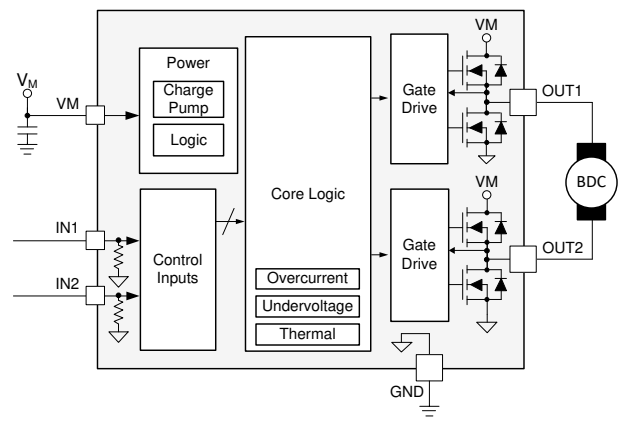 VM
VM
Power
Charge
Pump
Logic
VM
IN1
IN2
Control
Inputs
Core Logic
Overcurrent
Undervoltage
Thermal
Gate
Drive
VM
OUT1
Gate
Drive
VM
OUT2
BDC
GND